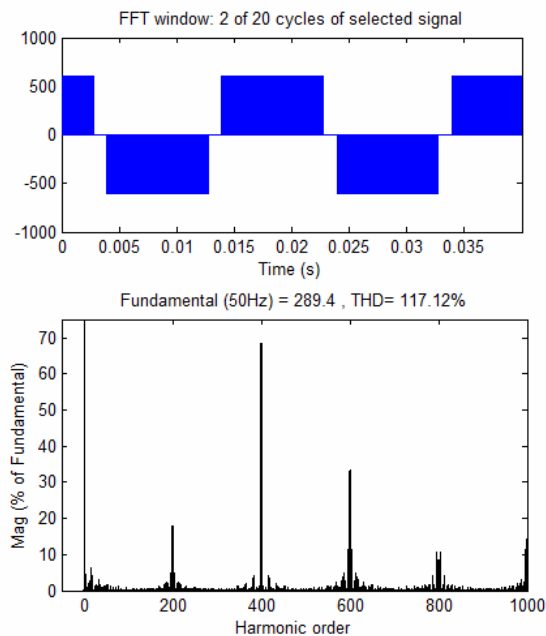 FFT window: 2 of 20 cycles of selected signal
1000
500
0
-500
-1000
0 0.005 0.01 0.015 0.02 0.025 0.03 0.035
Time (s)
Fundamental (50Hz) = 289.4 , THD= 117.12%
Mag (% of Fundamental)
70
60
50
40
30
20
10
0
0 200 400 600 800 1000
Harmonic order